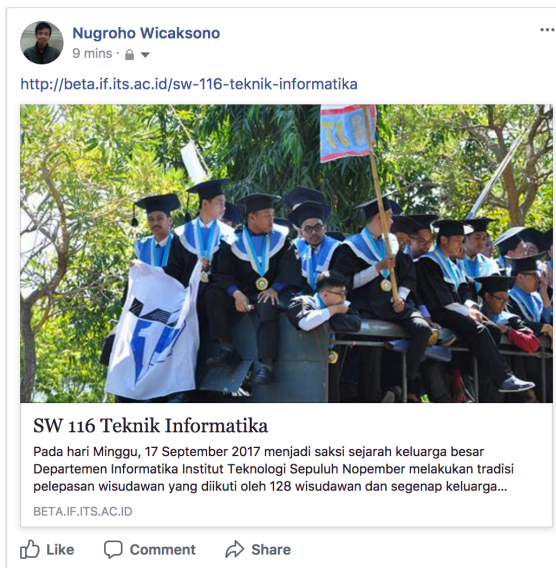 Nugroho Wicaksono
9 mins ·
http://beta.if.its.ac.id/sw-116-teknik-informatika
SW 116 Teknik Informatika
Pada hari Minggu, 17 September 2017 menjadi saksi sejarah keluarga besar
Departemen Informatika Institut Teknologi Sepuluh Nopember melakukan tradisi
pelepasan wisudawan yang diikuti oleh 128 wisudawan dan segenap keluarga...
BETA.IF.ITS.AC.ID
Like Comment Share